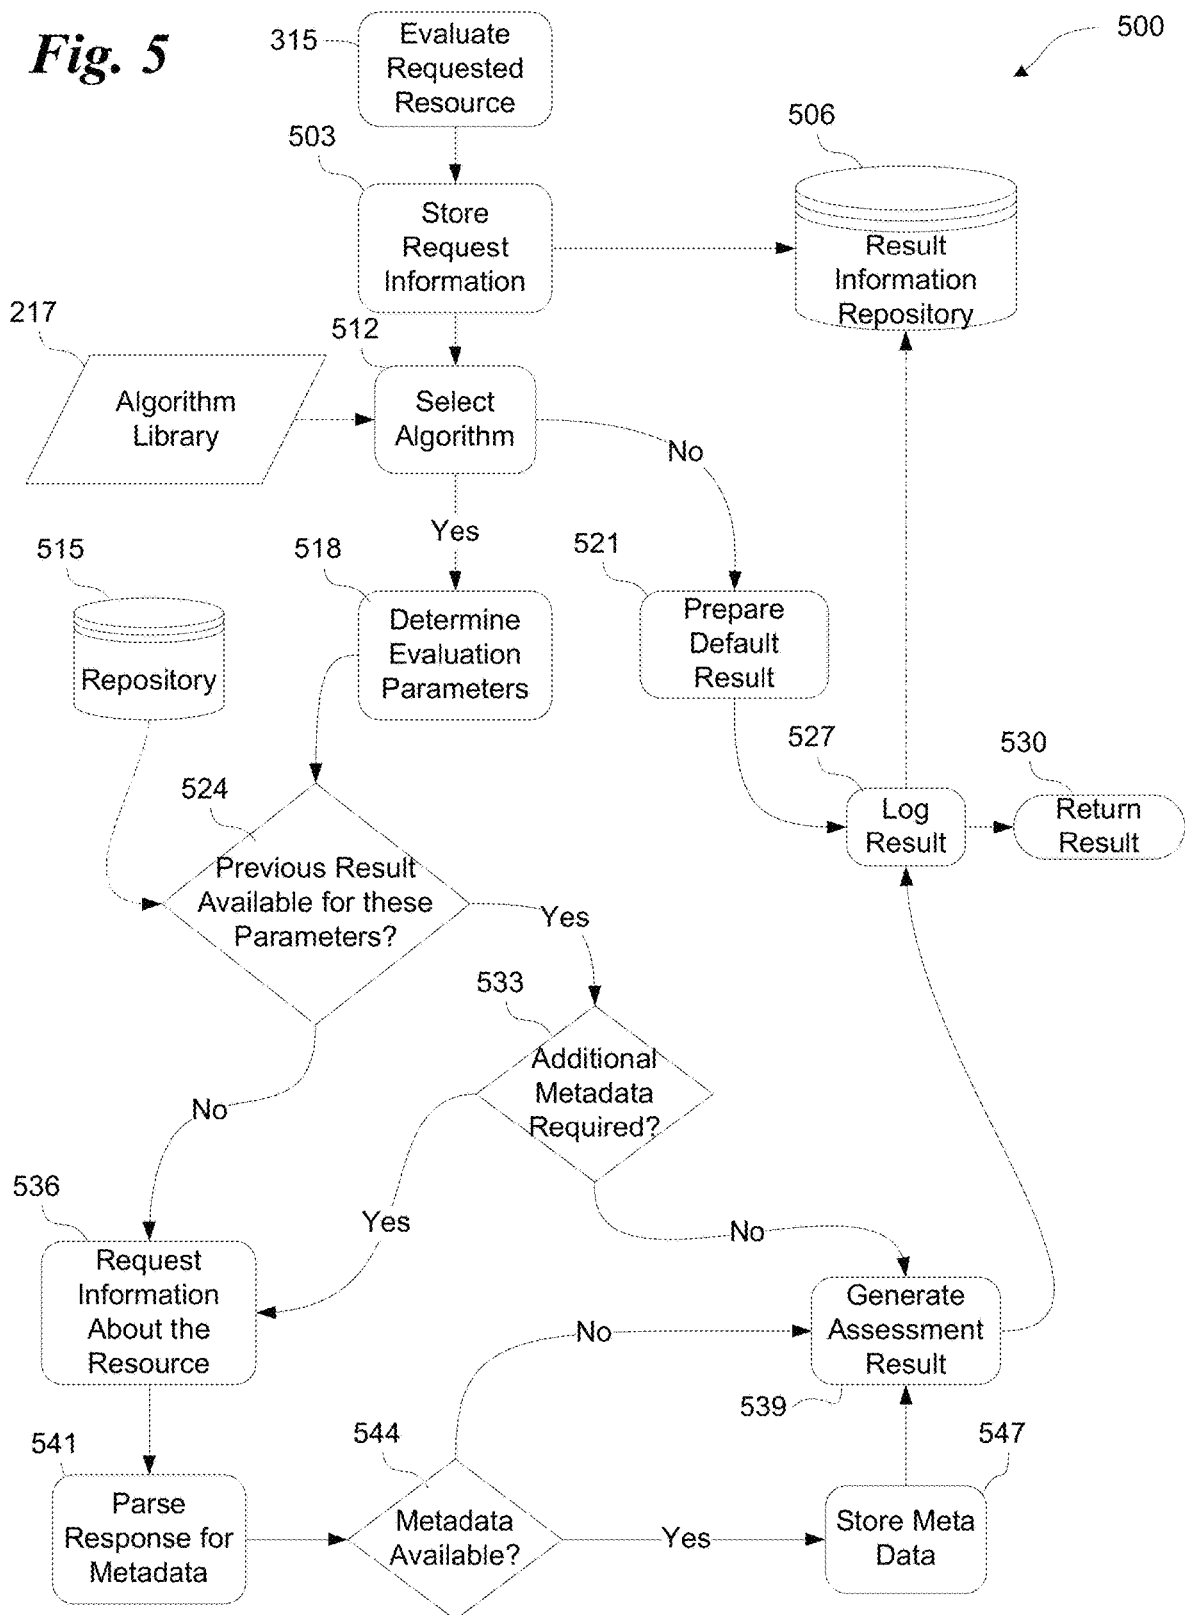 Fig. 5
315
Evaluate
Requested
Resource
500
503
Store
Request
Information
506
Result
Information
Repository
217
Algorithm
Library
512
Select
Algorithm
No
Yes
515
Repository
518
Determine
Evaluation
Parameters
521
Prepare
Default
Result
527
Log
Result
530
Return
Result
524
Previous Result
Available for these
Parameters?
Yes
533
Additional
Metadata
Required?
No
Yes
No
536
Request
Information
About the
Resource
No
Generate
Assessment
Result
539
541
Parse
Response for
Metadata
544
Metadata
Available?
Yes
547
Store Meta
Data